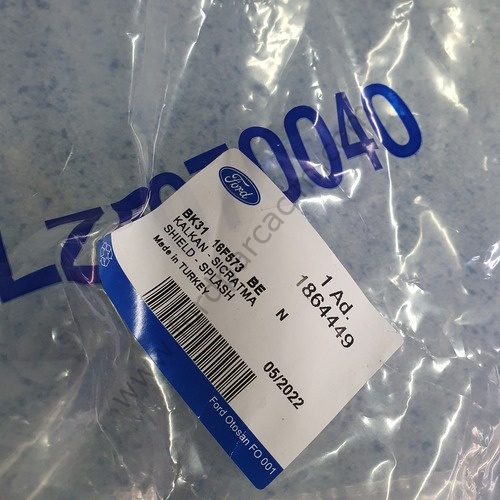 Ford
BK31 16F573 BE
KALKAN - SICRATMA
SHIELD - SPLASH
Made in TURKEY
N
1 Ad.
1864449
05/2022
Ford Otosan FO 001